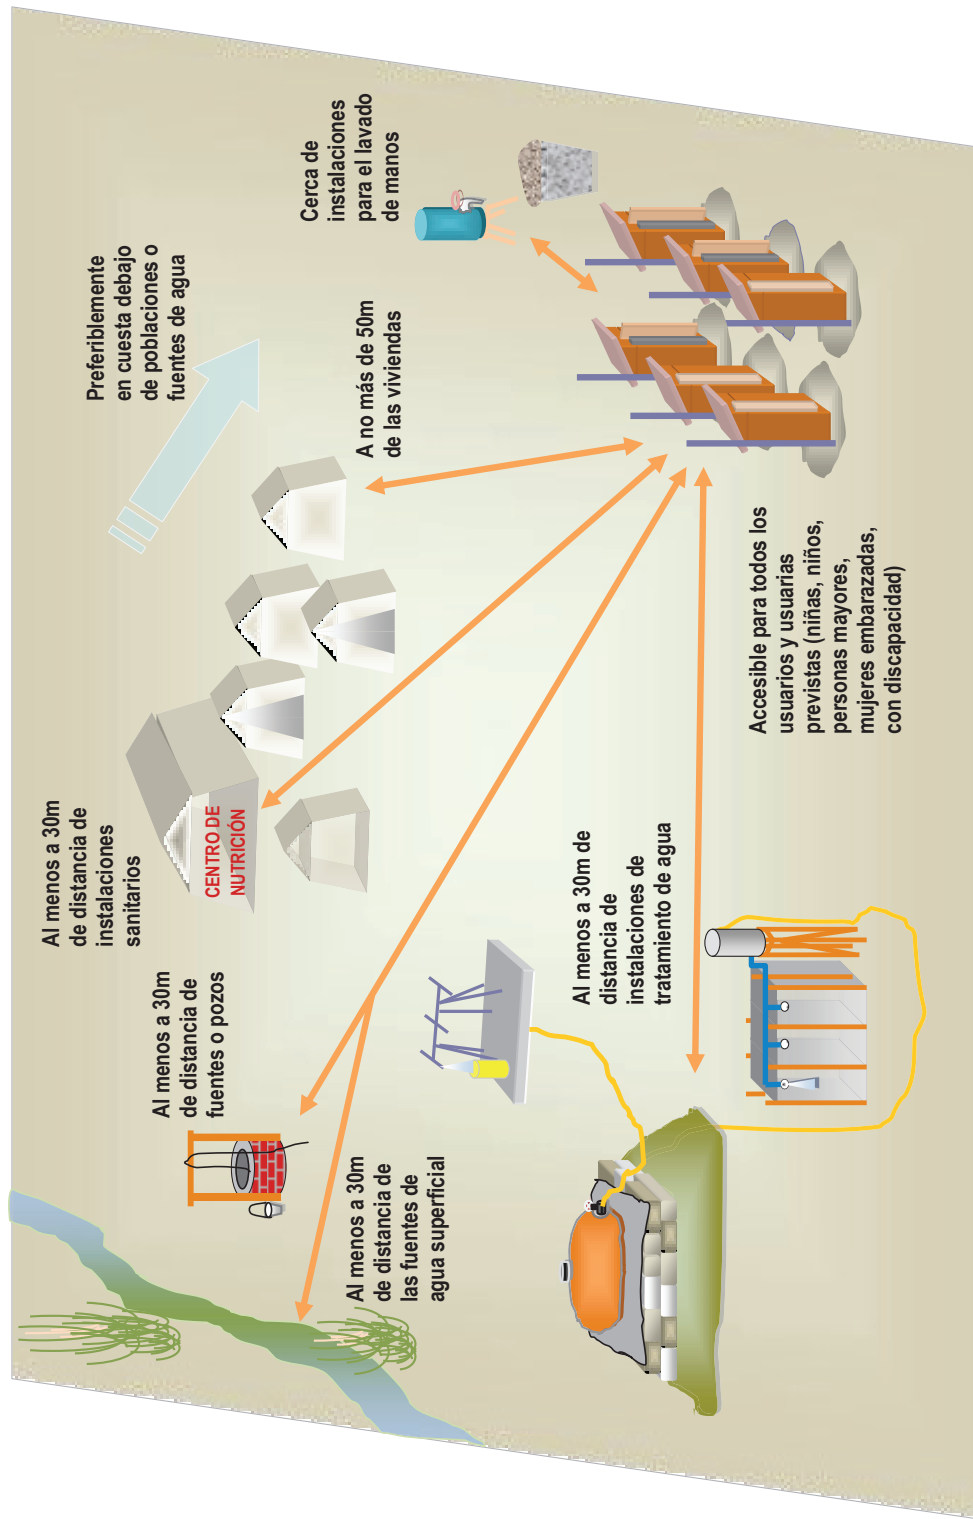 Al menos a 30m
de distancia de
instalaciones
sanitarios
Preferiblemente
en cuesta debajo
de poblaciones o
fuentes de agua
Al menos a 30m
de distancia de
fuentes o pozos
CENTRO DE
NUTRICIÓN
Cerca de
instalaciones
para el lavado
de manos
A no más de 50m
de las viviendas
Al menos a 30m
de distancia de
las fuentes de
agua superficial
Al menos a 30m de
distancia de
instalaciones de
tratamiento de agua
Accesible para todos los
usuarios y usuarias
previstas (niñas, niños,
personas mayores,
mujeres embarazadas,
con discapacidad)